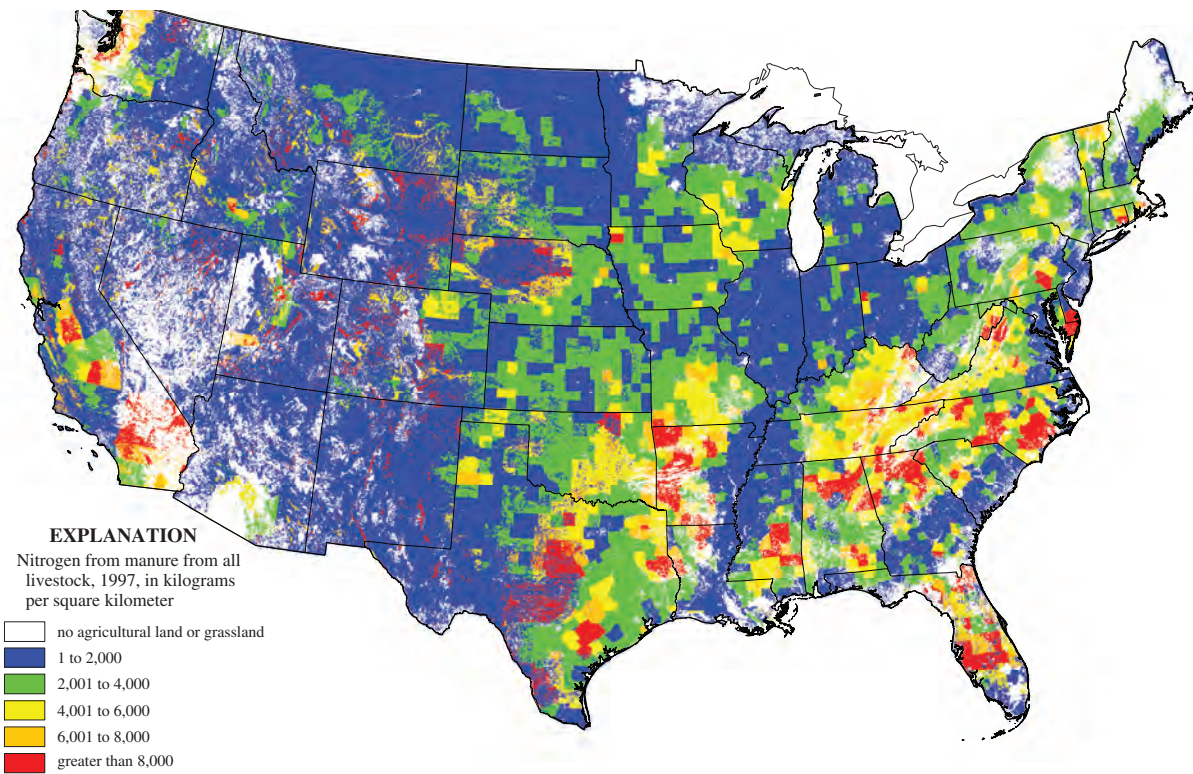 EXPLANATION
Nitrogen from manure from all
livestock, 1997, in kilograms
per square kilometer
no agricultural land or grassland
1 to 2,000
2,001 to 4,000
4,001 to 6,000
6,001 to 8,000
greater than 8,000